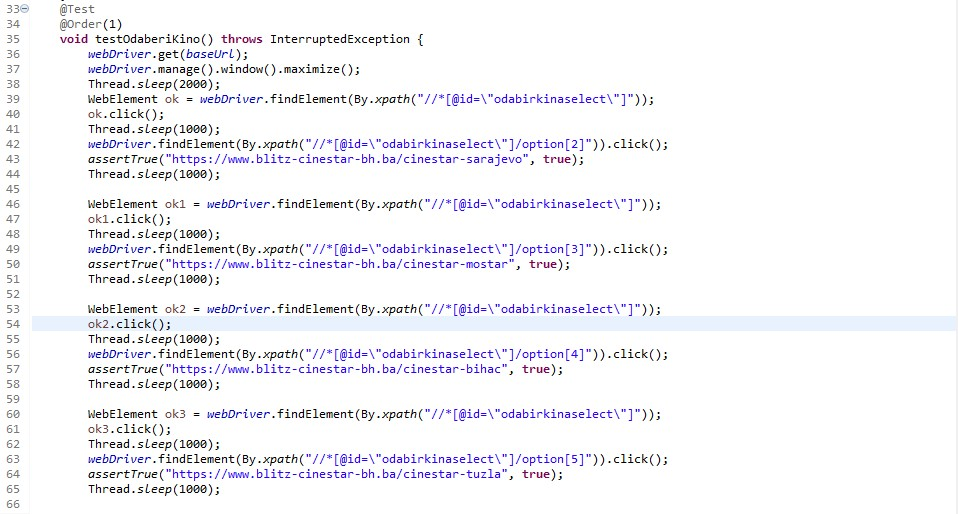 33 @Test
34 @Order(1)
35 void testOdaberiKino() throws InterruptedException {
36 webDriver.get(baseUrl);
37 webDriver.manage().window().maximize();
38 Thread.sleep(2000);
39 WebElement ok = webDriver.findElement(By.xpath("//*[@id=\"odabirkinaselect\"]"));
40 ok.click();
41 Thread.sleep(1000);
42 webDriver.findElement(By.xpath("//*[@id=\"odabirkinaselect\"]/option[2]")).click();
43 assertTrue("https://www.blitz-cinestar-bh.ba/cinestar-sarajevo", true);
44 Thread.sleep(1000);
45
46 WebElement ok1 = webDriver.findElement(By.xpath("//*[@id=\"odabirkinaselect\"]"));
47 ok1.click();
48 Thread.sleep(1000);
49 webDriver.findElement(By.xpath("//*[@id=\"odabirkinaselect\"]/option[3]")).click();
50 assertTrue("https://www.blitz-cinestar-bh.ba/cinestar-mostar", true);
51 Thread.sleep(1000);
52
53 WebElement ok2 = webDriver.findElement(By.xpath("//*[@id=\"odabirkinaselect\"]"));
54 ok2.click();
55 Thread.sleep(1000);
56 webDriver.findElement(By.xpath("//*[@id=\"odabirkinaselect\"]/option[4]")).click();
57 assertTrue("https://www.blitz-cinestar-bh.ba/cinestar-bihac", true);
58 Thread.sleep(1000);
59
60 WebElement ok3 = webDriver.findElement(By.xpath("//*[@id=\"odabirkinaselect\"]"));
61 ok3.click();
62 Thread.sleep(1000);
63 webDriver.findElement(By.xpath("//*[@id=\"odabirkinaselect\"]/option[5]")).click();
64 assertTrue("https://www.blitz-cinestar-bh.ba/cinestar-tuzla", true);
65 Thread.sleep(1000);
66